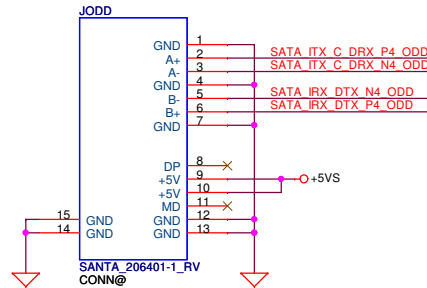 JODD
GND 1
A+ 2 SATA_ITX_C_DRX_P4_ODD
A- 3 SATA_ITX_C_DRX_N4_ODD
GND 4
B- 5 SATA_IRX_DTX_N4_ODD
B+ 6 SATA_IRX_DTX_P4_ODD
GND 7
DP 8
+5V 9 +5VS
+5V 10
MD 11
15 GND GND 12
14 GND GND 13
SANTA_206401-1_RV
CONN@